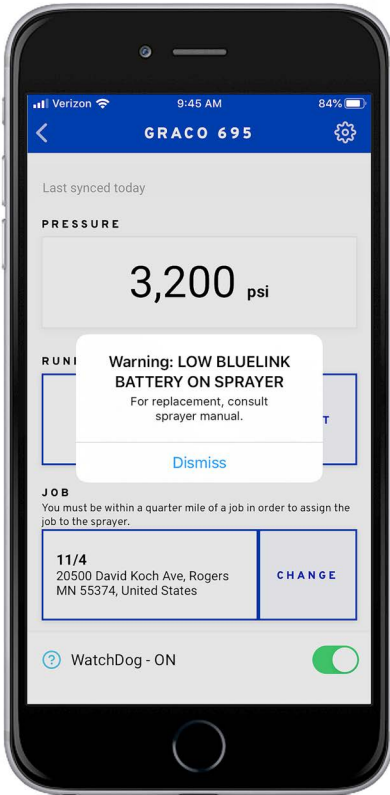 Verizon 9:45 AM 84%
GRACO 695
Last synced today
PRESSURE
3,200 psi
Warning: LOW BLUELINK
BATTERY ON SPRAYER
For replacement, consult
sprayer manual.
Dismiss
JOB
You must be within a quarter mile of a job in order to assign the
job to the sprayer.
11/4
20500 David Koch Ave, Rogers
MN 55374, United States
CHANGE
? WatchDog - ON